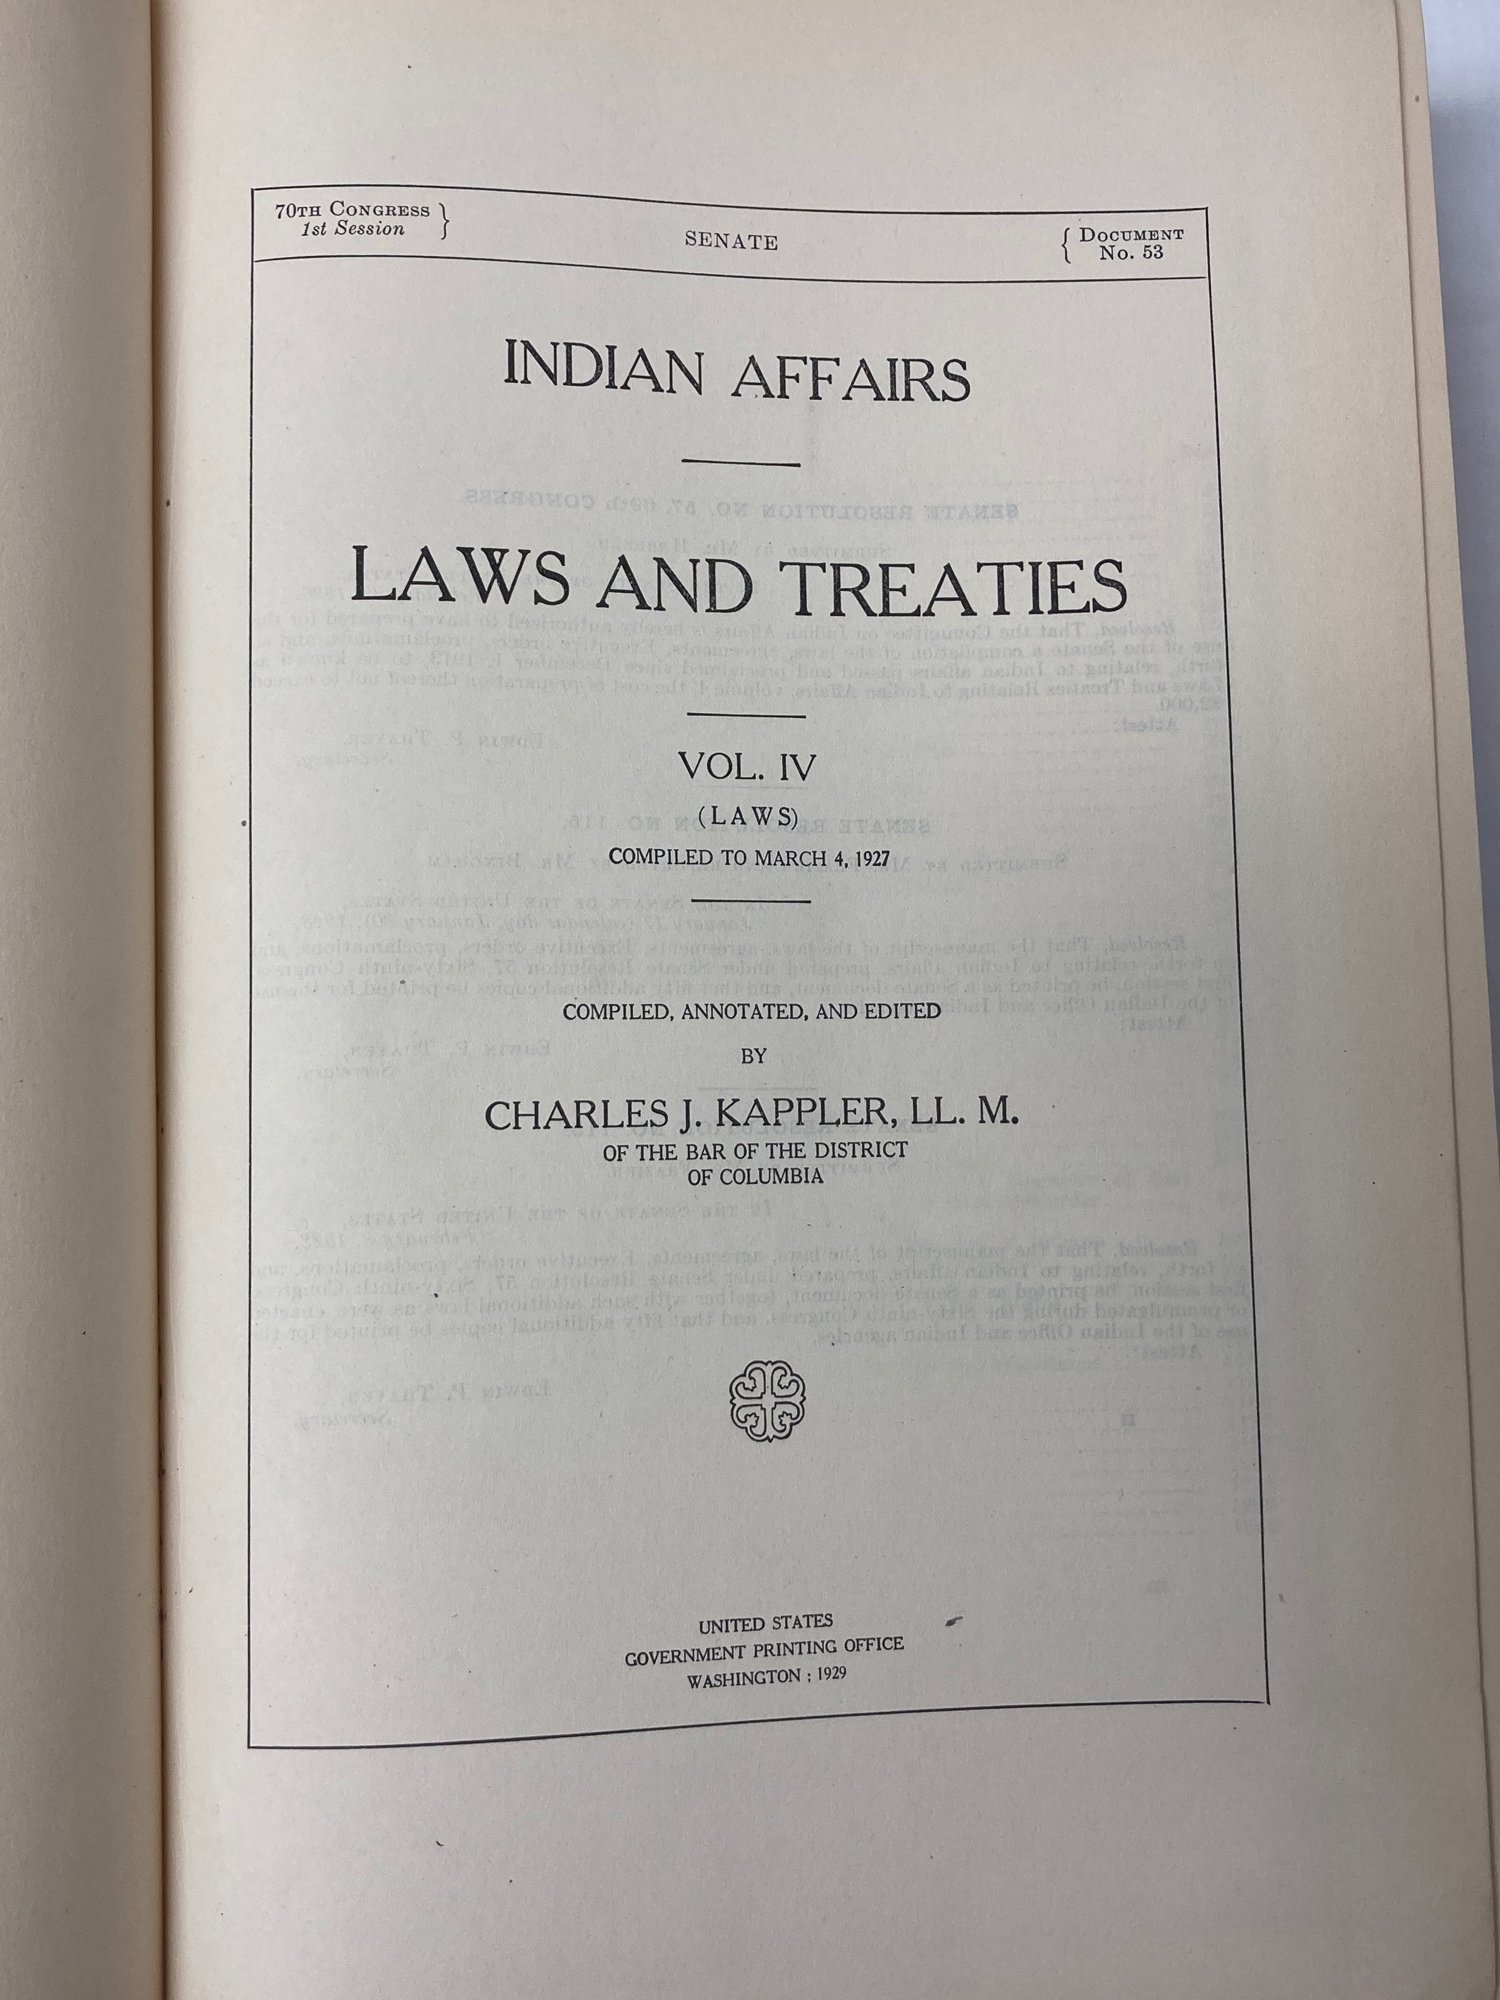 70TH CONGRESS
1st Session
SENATE
DOCUMENT
No. 53
INDIAN AFFAIRS
LAWS AND TREATIES
VOL. IV
(LAWS)
COMPILED TO MARCH 4, 1927
COMPILED, ANNOTATED, AND EDITED
BY
CHARLES J. KAPPLER, LL. M.
OF THE BAR OF THE DISTRICT
OF COLUMBIA
UNITED STATES
GOVERNMENT PRINTING OFFICE
WASHINGTON : 1929